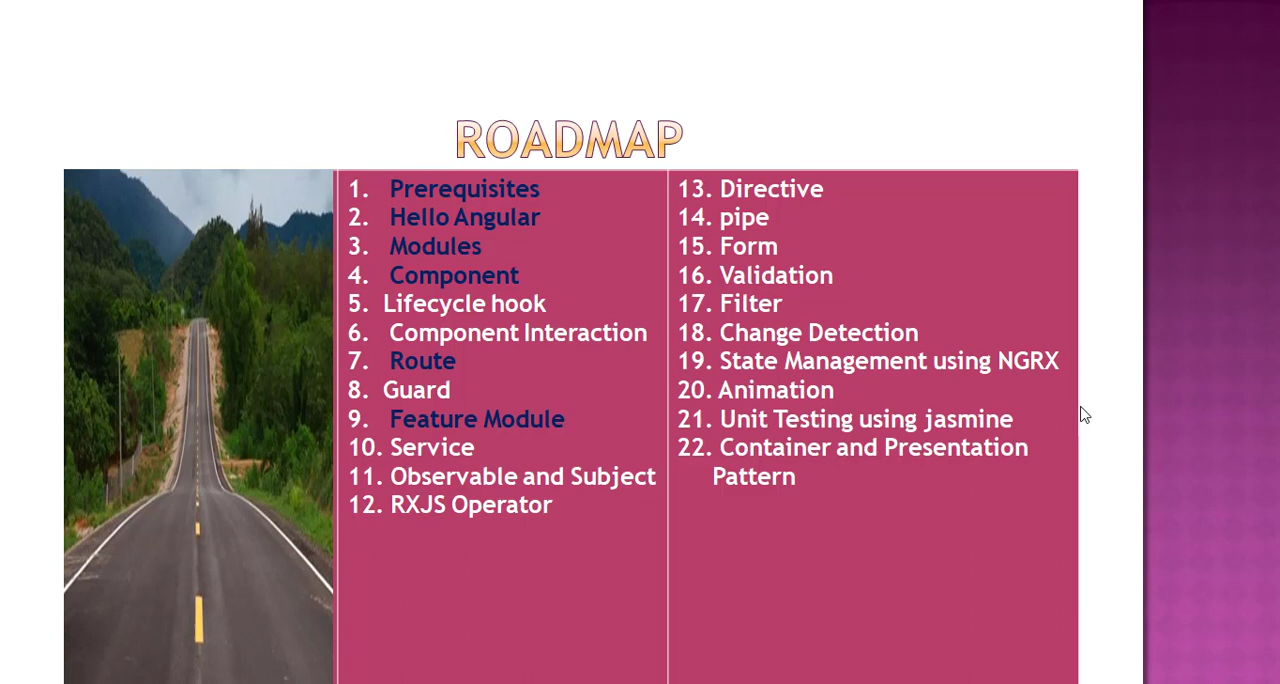 ROADMAP
1. Prerequisites
2. Hello Angular
3. Modules
4. Component
5. Lifecycle hook
6. Component Interaction
7. Route
8. Guard
9. Feature Module
10. Service
11. Observable and Subject
12. RXJS Operator
13. Directive
14. pipe
15. Form
16. Validation
17. Filter
18. Change Detection
19. State Management using NGRX
20. Animation
21. Unit Testing using jasmine
22. Container and Presentation
Pattern